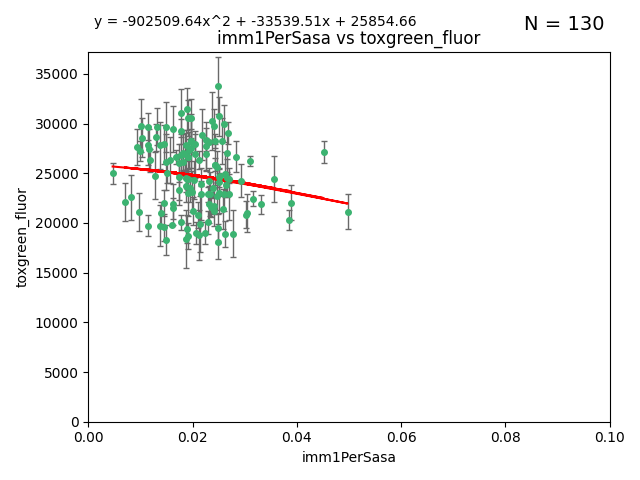 y = -902509.64x^2 + -33539.51x + 25854.66
N = 130
imm1PerSasa vs toxgreen_fluor
35000
30000
25000
20000
15000
10000
5000
0
toxgreen_fluor
0.00 0.02 0.04 0.06 0.08 0.10
imm1PerSasa